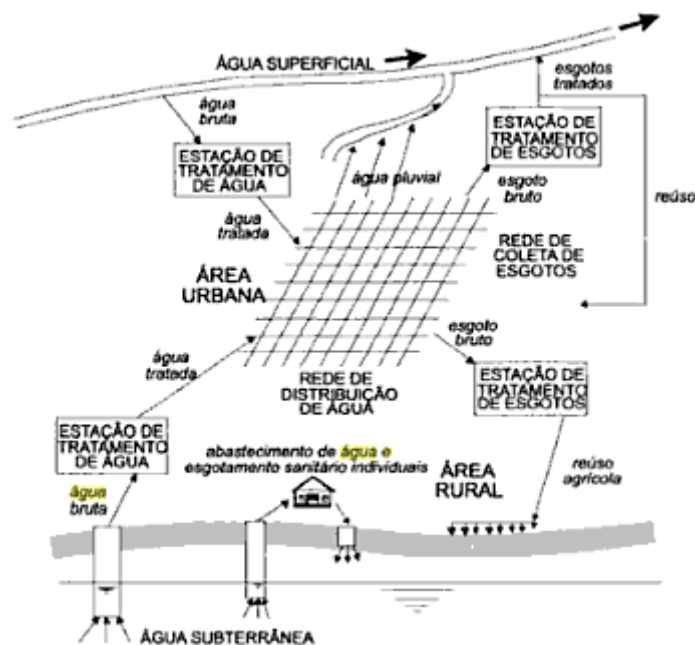 ÁGUA SUPERFICIAL
esgotos
tratados
água
bruta
ESTAÇÃO DE
TRATAMENTO
DE ÁGUA
ESTAÇÃO DE
TRATAMENTO
DE ESGOTOS
água pluvial
esgoto
bruto
reúso
água
tratada
REDE DE
COLETA DE
ESGOTOS
ÁREA
URBANA
esgoto
bruto
água
tratada
REDE DE
DISTRIBUIÇÃO
DE ÁGUA
ESTAÇÃO DE
TRATAMENTO
DE ESGOTOS
ESTAÇÃO DE
TRATAMENTO
DE ÁGUA
abastecimento de água e
esgotamento sanitário individuais
ÁREA
RURAL
reúso
agrícola
água
bruta
ÁGUA SUBTERRÂNEA